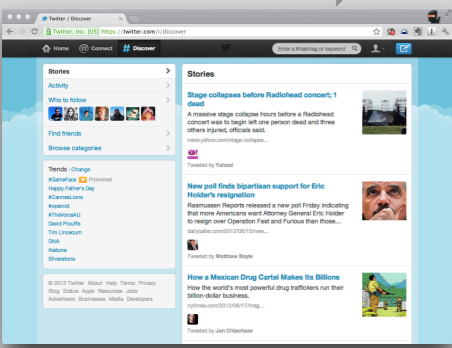 Twitter / Discover
Twitter, Inc. [US] https://twitter.com/i/discover
Home
@ Connect
# Discover
Enter a #hashtag or keyword
Stories
Activity
Who to follow
Find friends
Browse categories
Trends · Change
#GameFace Promoted
Happy Father's Day
#CannesLions
#openiot
#TheVoiceAU
David Plouffe
Tim Lincecum
DNA
Kaduna
Silverstone
© 2012 Twitter About Help Terms Privacy
Blog Status Apps Resources Jobs
Advertisers Businesses Media Developers
Stories
Stage collapses before Radiohead concert; 1
dead
A massive stage collapse hours before a Radiohead
concert was to begin left one person dead and three
others injured, officials said.
news.yahoo.com/stage-collapse...
Y!
Tweeted by Yahoo!
New poll finds bipartisan support for Eric
Holder's resignation
Rasmussen Reports released a new poll Friday indicating
that more Americans want Attorney General Eric Holder
to resign over Operation Fast and Furious than those...
dailycaller.com/2012/06/15/new...
Tweeted by Matthew Boyle
How a Mexican Drug Cartel Makes Its Billions
How the world's most powerful drug traffickers run their
billion-dollar business.
nytimes.com/2012/06/17/mag...
Tweeted by Jan Chipchase